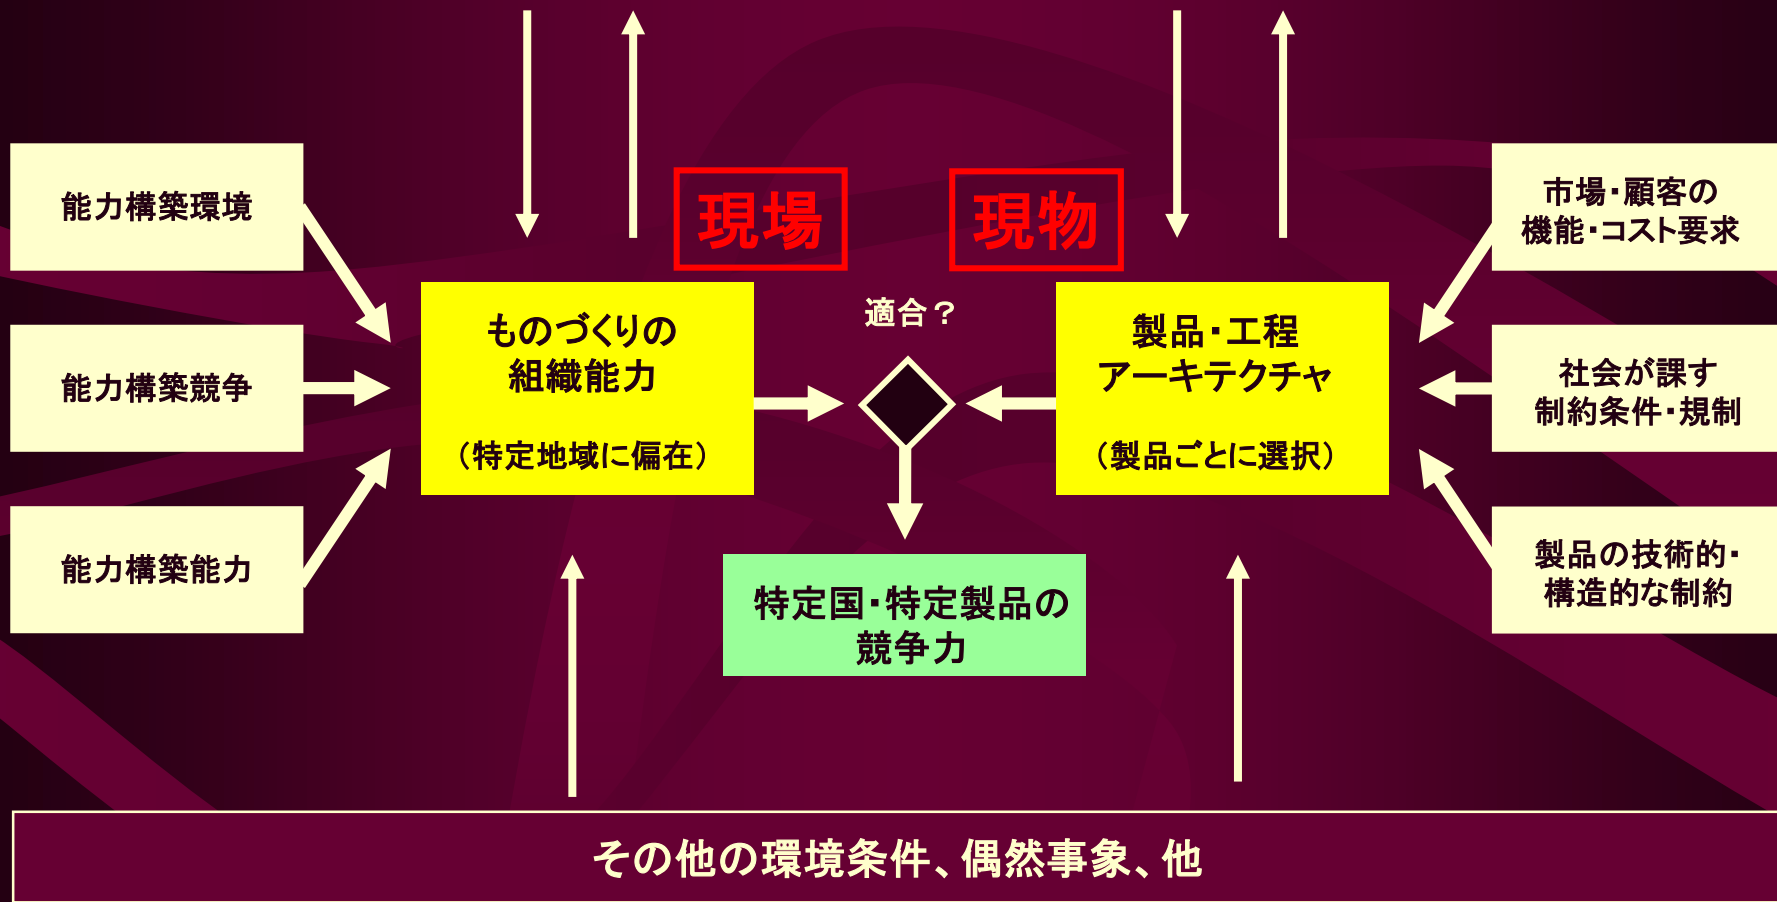 現場
現物
能力構築環境
能力構築競争
能力構築能力
ものづくりの
組織能力
（特定地域に偏在）
適合？
製品・工程
アーキテクチャ
（製品ごとに選択）
市場・顧客の
機能・コスト要求
社会が課す
制約条件・規制
製品の技術的・
構造的な制約
特定国・特定製品の
競争力
その他の環境条件、偶然事象、他